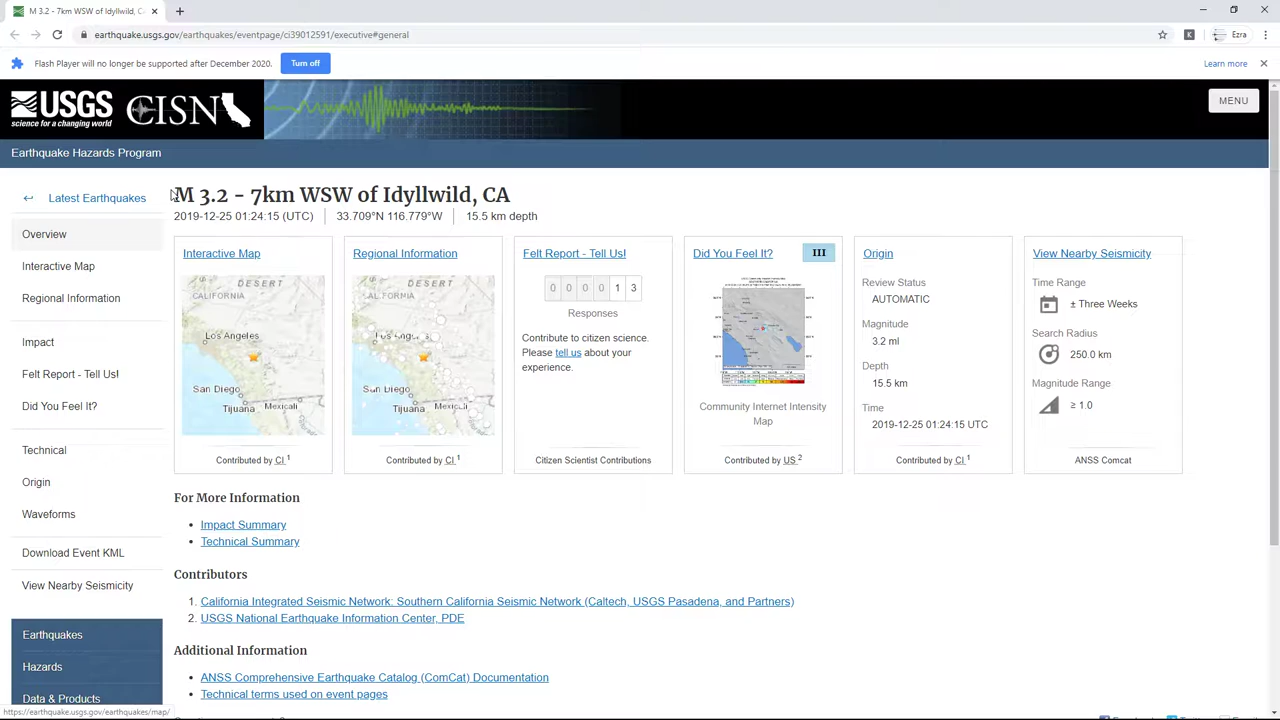 M 3.2 - 7km WSW of Idyllwild, CA
earthquake.usgs.gov/earthquakes/eventpage/ci39012591/executive#general
K
Ezra
Flash Player will no longer be supported after December 2020.
Turn off
Learn more
USGS
science for a changing world
CISN
MENU
Earthquake Hazards Program
Latest Earthquakes
Overview
Interactive Map
Regional Information
Impact
Felt Report - Tell Us!
Did You Feel It?
Technical
Origin
Waveforms
Download Event KML
View Nearby Seismicity
Earthquakes
Hazards
Data & Products
https://earthquake.usgs.gov/earthquakes/map/
M 3.2 - 7km WSW of Idyllwild, CA
2019-12-25 01:24:15 (UTC)
33.709°N 116.779°W
15.5 km depth
Interactive Map
DESERT
CALIFORNIA
Los Angeles
San Diego
Tijuana
Mexicali
Contributed by CI 1
Regional Information
DESERT
CALIFORNIA
Los Angeles
San Diego
Tijuana
Mexicali
Contributed by CI 1
Felt Report - Tell Us!
0 0 0 0 1 3
Responses
Contribute to citizen science.
Please tell us about your
experience.
Citizen Scientist Contributions
Did You Feel It?
III
Community Internet Intensity
Map
Contributed by US 2
Origin
Review Status
AUTOMATIC
Magnitude
3.2 ml
Depth
15.5 km
Time
2019-12-25 01:24:15 UTC
Contributed by CI 1
View Nearby Seismicity
Time Range
± Three Weeks
Search Radius
250.0 km
Magnitude Range
≥ 1.0
ANSS Comcat
For More Information
Impact Summary
Technical Summary
Contributors
1. California Integrated Seismic Network: Southern California Seismic Network (Caltech, USGS Pasadena, and Partners)
2. USGS National Earthquake Information Center, PDE
Additional Information
ANSS Comprehensive Earthquake Catalog (ComCat) Documentation
Technical terms used on event pages